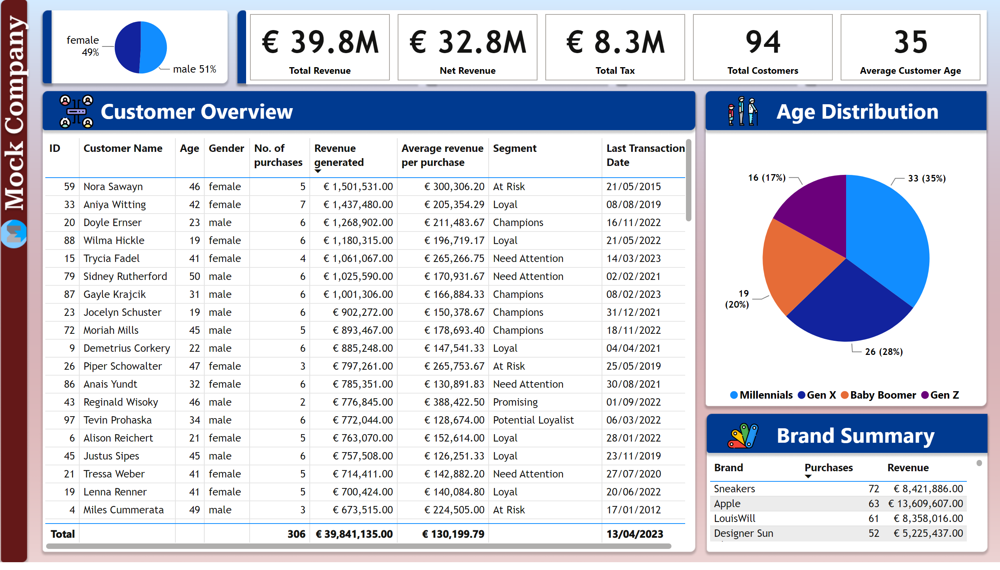 Mock Company
female
49%
male 51%
€ 39.8M
Total Revenue
€ 32.8M
Net Revenue
€ 8.3M
Total Tax
94
Total Costomers
35
Average Customer Age
Customer Overview
ID Customer Name Age Gender No. of purchases Revenue generated Average revenue per purchase Segment Last Transaction Date
59 Nora Sawayn 46 female 5 € 1,501,531.00 € 300,306.20 At Risk 21/05/2015
33 Aniya Witting 42 female 7 € 1,437,480.00 € 205,354.29 Loyal 08/08/2019
20 Doyle Ernser 23 male 6 € 1,268,902.00 € 211,483.67 Champions 16/11/2022
88 Wilma Hickle 19 female 6 € 1,180,315.00 € 196,719.17 Loyal 21/05/2022
15 Trycia Fadel 41 female 4 € 1,061,067.00 € 265,266.75 Need Attention 14/03/2023
79 Sidney Rutherford 50 male 6 € 1,025,590.00 € 170,931.67 Need Attention 02/02/2021
87 Gayle Krajcik 31 male 6 € 1,001,306.00 € 166,884.33 Champions 08/02/2023
23 Jocelyn Schuster 19 male 6 € 902,272.00 € 150,378.67 Champions 31/12/2021
72 Moriah Mills 45 male 5 € 893,467.00 € 178,693.40 Champions 18/11/2022
9 Demetrius Corkery 22 male 6 € 885,248.00 € 147,541.33 Loyal 04/04/2021
26 Piper Schowalter 47 female 3 € 797,261.00 € 265,753.67 At Risk 25/05/2019
86 Anais Yundt 32 female 6 € 785,351.00 € 130,891.83 Need Attention 30/08/2021
43 Reginald Wisoky 46 male 2 € 776,845.00 € 388,422.50 Promising 01/09/2022
97 Tevin Prohaska 34 male 6 € 772,044.00 € 128,674.00 Potential Loyalist 06/03/2022
6 Alison Reichert 21 female 5 € 763,070.00 € 152,614.00 Loyal 28/01/2022
45 Justus Sipes 45 male 6 € 757,508.00 € 126,251.33 Loyal 23/11/2019
21 Tressa Weber 41 female 5 € 714,411.00 € 142,882.20 Need Attention 27/07/2020
19 Lenna Renner 41 female 5 € 700,424.00 € 140,084.80 Loyal 20/06/2022
4 Miles Cummerata 49 male 3 € 673,515.00 € 224,505.00 At Risk 17/01/2012
Total 306 € 39,841,135.00 € 130,199.79 13/04/2023
Age Distribution
16 (17%)
33 (35%)
19
(20%)
26 (28%)
Millennials Gen X Baby Boomer Gen Z
Brand Summary
Brand Purchases Revenue
Sneakers 72 € 8,421,886.00
Apple 63 € 13,609,607.00
LouisWill 61 € 8,358,016.00
Designer Sun 52 € 5,225,437.00